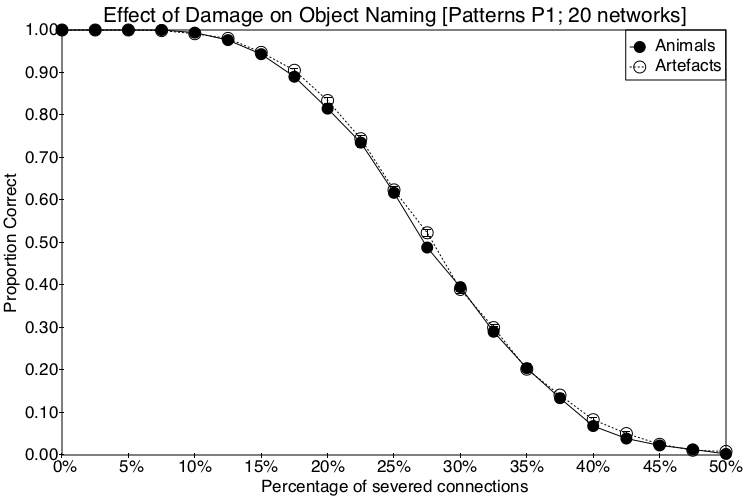 Effect of Damage on Object Naming [Patterns P1; 20 networks]
1.00
Animals
Artefacts
0.90
0.80
0.70
0.60
0.50
0.40
0.30
0.20
0.10
0.00
Proportion Correct
0% 5% 10% 15% 20% 25% 30% 35% 40% 45% 50%
Percentage of severed connections